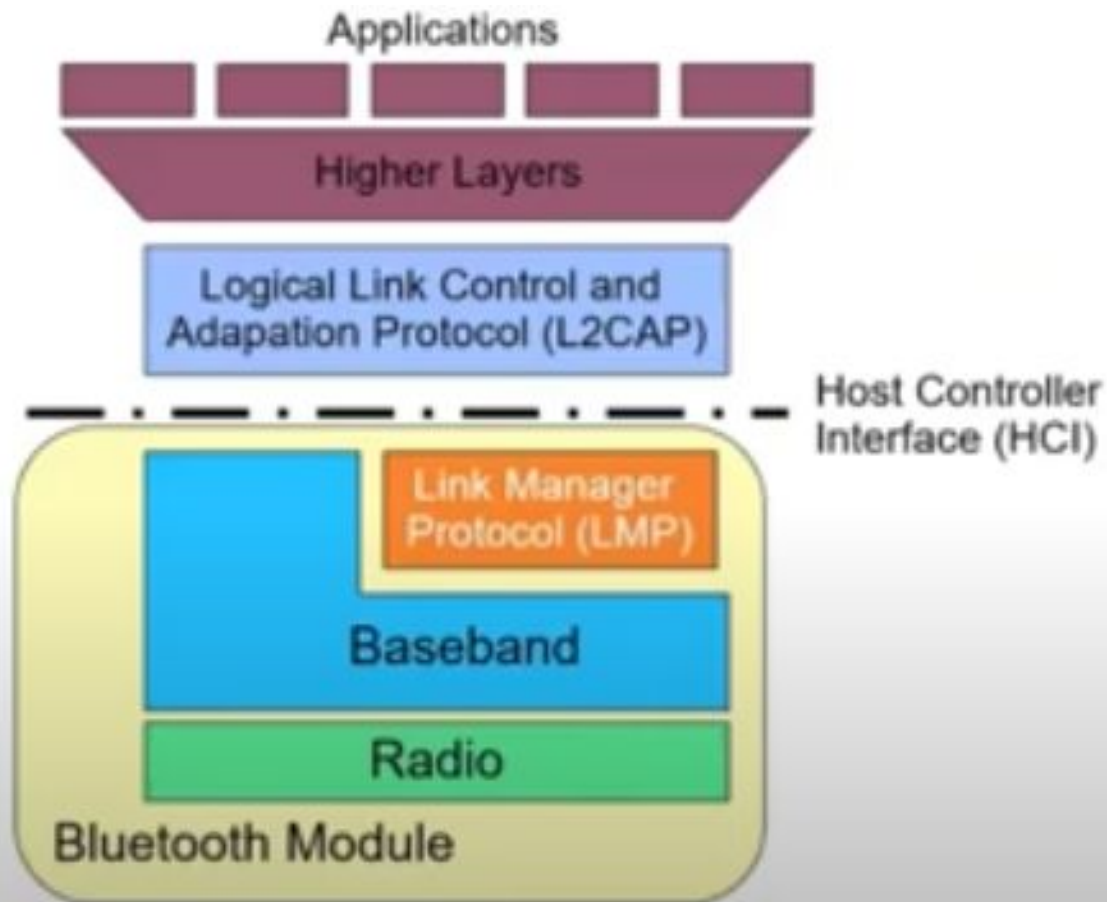 Applications
Higher Layers
Logical Link Control and
Adapation Protocol (L2CAP)
Host Controller
Interface (HCI)
Link Manager
Protocol (LMP)
Baseband
Radio
Bluetooth Module